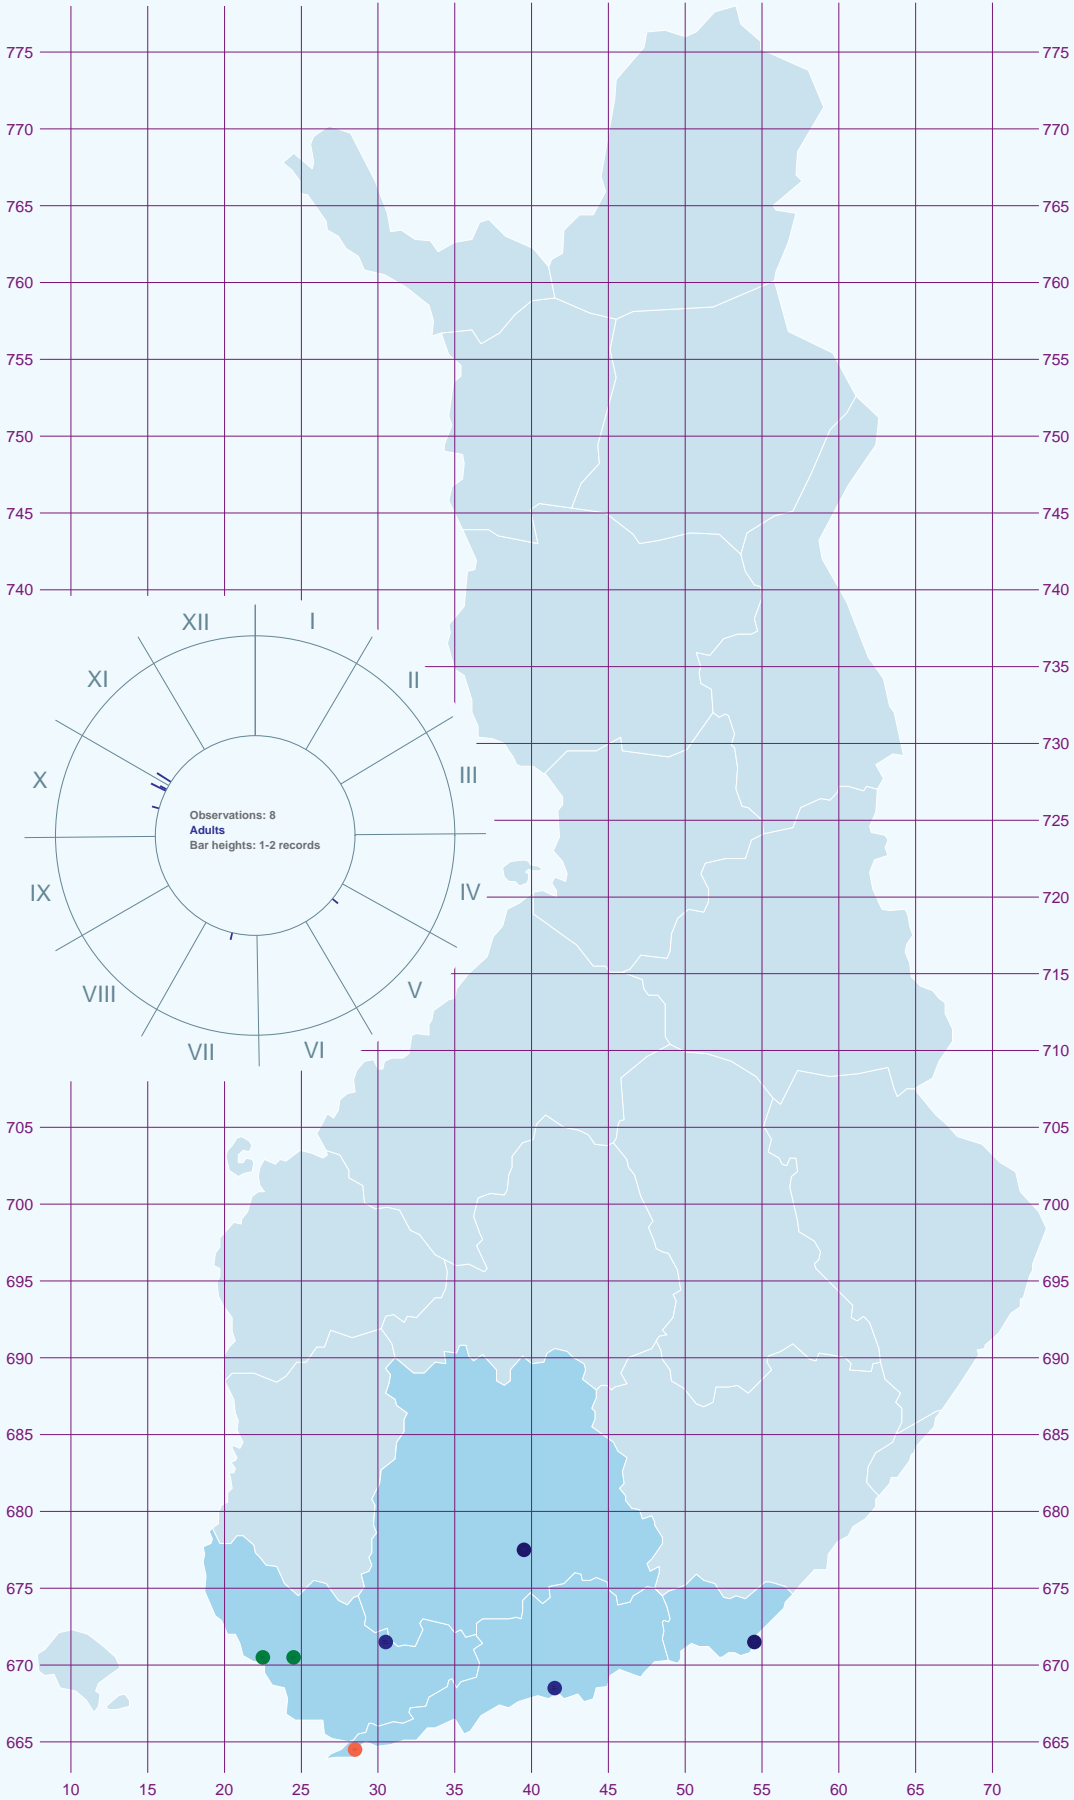 775 775
770 770
765 765
760 760
755 755
750 750
745 745
740 740
XII I
XI II
735
730 730
X III
Observations: 8
Adults
Bar heights: 1-2 records
725
IX IV
720
VIII V
715
VII VI
710
705 705
700 700
695 695
690 690
685 685
680 680
675 675
670 670
665 665
10 15 20 25 30 35 40 45 50 55 60 65 70